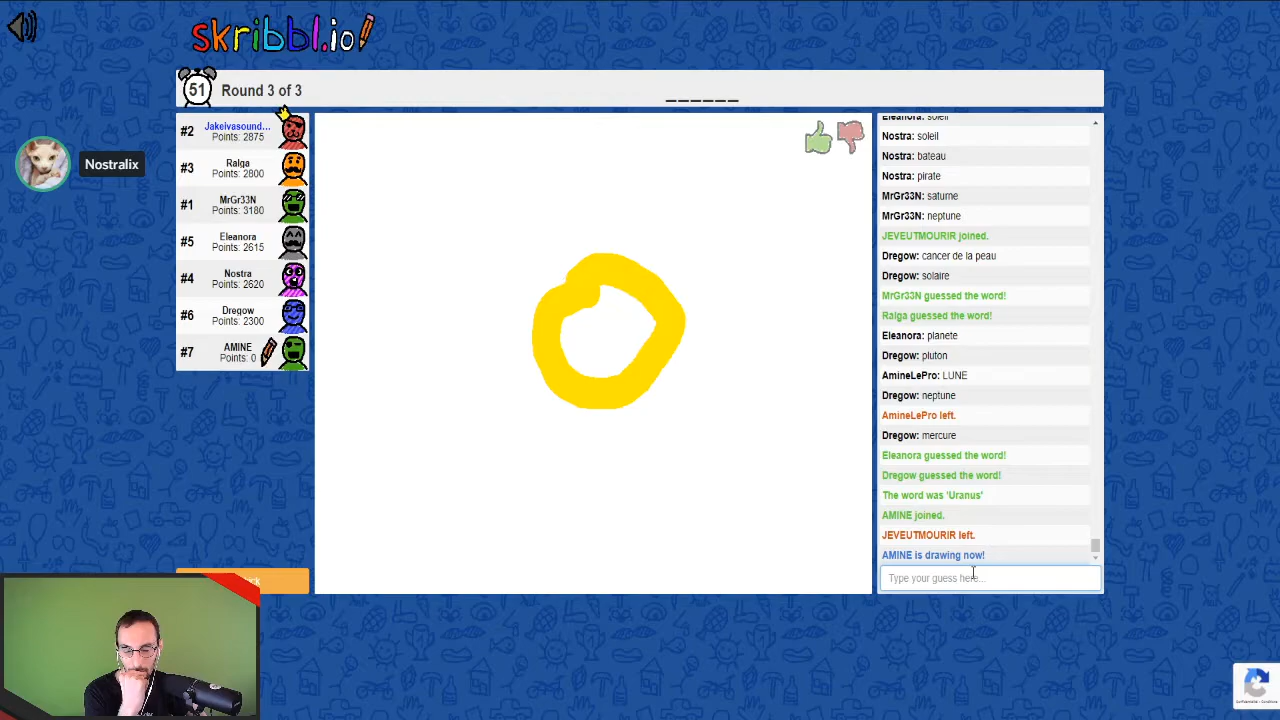 skribbl.io
51
Round 3 of 3
______
Nostralix
#2 Jakeivasound...
Points: 2875
#3 Ralga
Points: 2800
#1 MrGr33N
Points: 3180
#5 Eleanora
Points: 2615
#4 Nostra
Points: 2620
#6 Dregow
Points: 2300
#7 AMINE
Points: 0
Eleanora: soleil
Nostra: soleil
Nostra: bateau
Nostra: pirate
MrGr33N: saturne
MrGr33N: neptune
JEVEUTMOURIR joined.
Dregow: cancer de la peau
Dregow: solaire
MrGr33N guessed the word!
Ralga guessed the word!
Eleanora: planete
Dregow: pluton
AmineLePro: LUNE
Dregow: neptune
AmineLePro left.
Dregow: mercure
Eleanora guessed the word!
Dregow guessed the word!
The word was 'Uranus'
AMINE joined.
JEVEUTMOURIR left.
AMINE is drawing now!
Type your guess here...